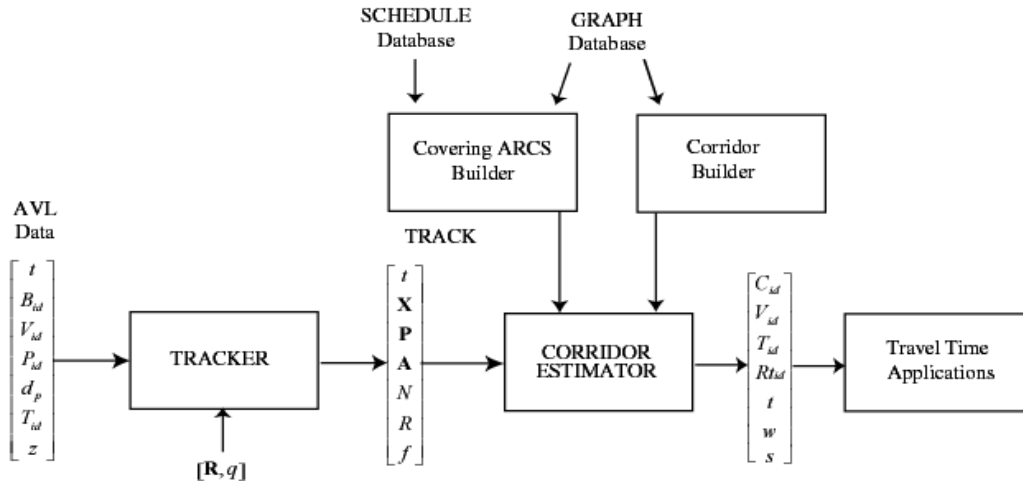 SCHEDULE
Database
GRAPH
Database
Covering ARCS
Builder
Corridor
Builder
AVL
Data
t
B_id
V_id
P_id
d_p
T_id
z
TRACKER
[R,q]
TRACK
t
X
P
A
N
R
f
CORRIDOR
ESTIMATOR
C_id
V_id
T_id
Rt_id
t
w
s
Travel Time
Applications